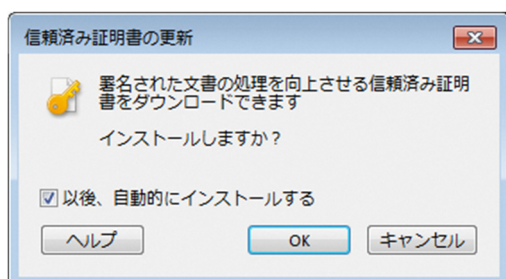 信頼済み証明書の更新
署名された文書の処理を向上させる信頼済み証明
書をダウンロードできます
インストールしますか？
以後、自動的にインストールする
ヘルプ
OK
キャンセル